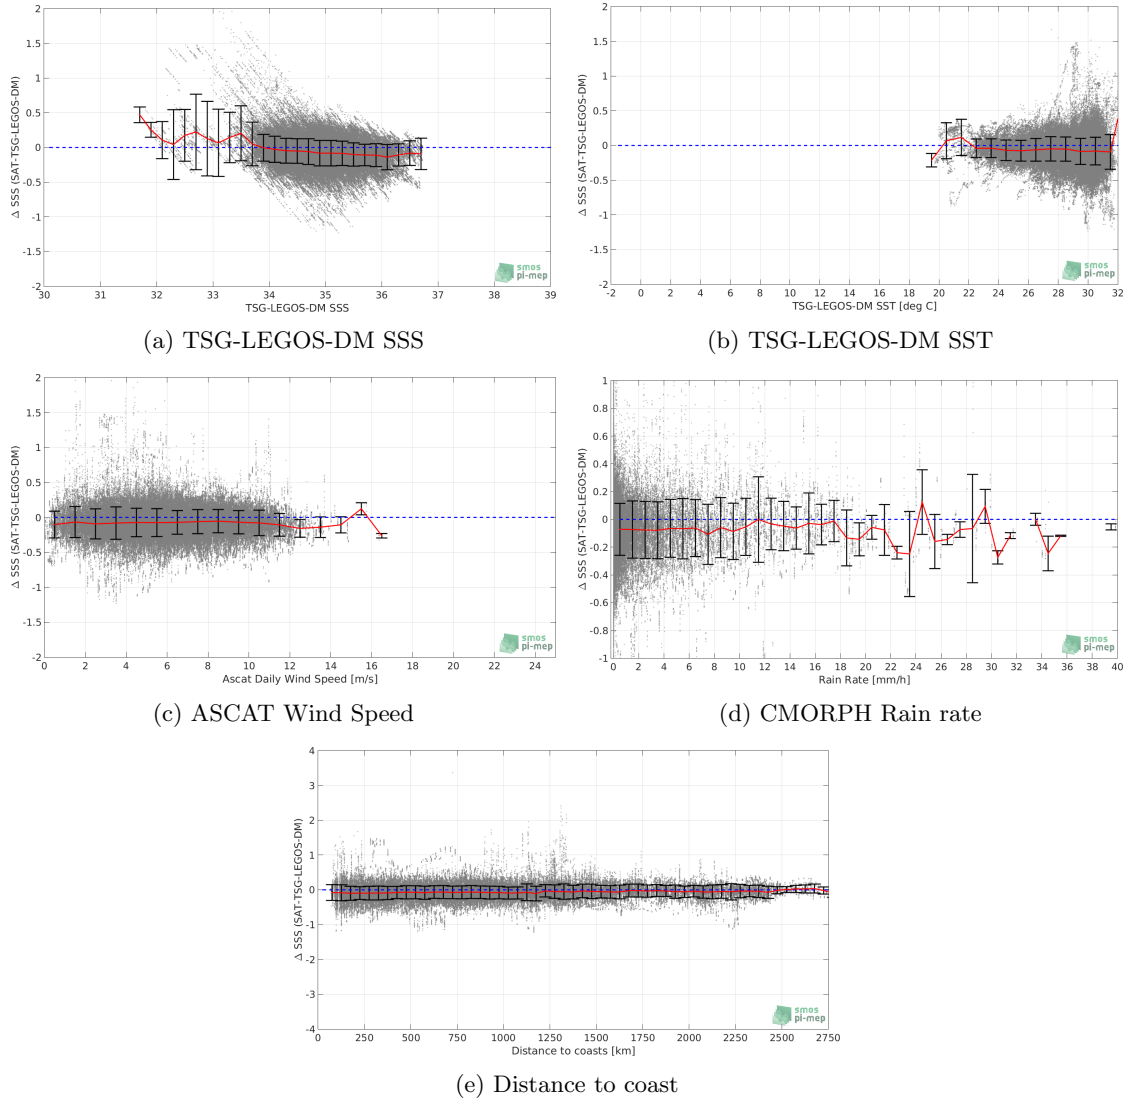 2
1.5
1
0.5
0
-0.5
-1
-1.5
-2
Δ SSS (SAT-TSG-LEGOS-DM)
30 31 32 33 34 35 36 37 38 39
TSG-LEGOS-DM SSS
smos
pi-mep
(a) TSG-LEGOS-DM SSS
2
1.5
1
0.5
0
-0.5
-1
-1.5
-2
Δ SSS (SAT-TSG-LEGOS-DM)
-2 0 2 4 6 8 10 12 14 16 18 20 22 24 26 28 30 32
TSG-LEGOS-DM SST [deg C]
smos
pi-mep
(b) TSG-LEGOS-DM SST
2
1.5
1
0.5
0
-0.5
-1
-1.5
-2
Δ SSS (SAT-TSG-LEGOS-DM)
0 2 4 6 8 10 12 14 16 18 20 22 24
Ascat Daily Wind Speed [m/s]
smos
pi-mep
(c) ASCAT Wind Speed
1
0.8
0.6
0.4
0.2
0
-0.2
-0.4
-0.6
-0.8
-1
Δ SSS (SAT-TSG-LEGOS-DM)
0 2 4 6 8 10 12 14 16 18 20 22 24 26 28 30 32 34 36 38 40
Rain Rate [mm/h]
smos
pi-mep
(d) CMORPH Rain rate
4
3
2
1
0
-1
-2
-3
-4
Δ SSS (SAT-TSG-LEGOS-DM)
250 500 750 1000 1250 1500 1750 2000 2250 2500 2750
Distance to coasts [km]
smos
pi-mep
(e) Distance to coast